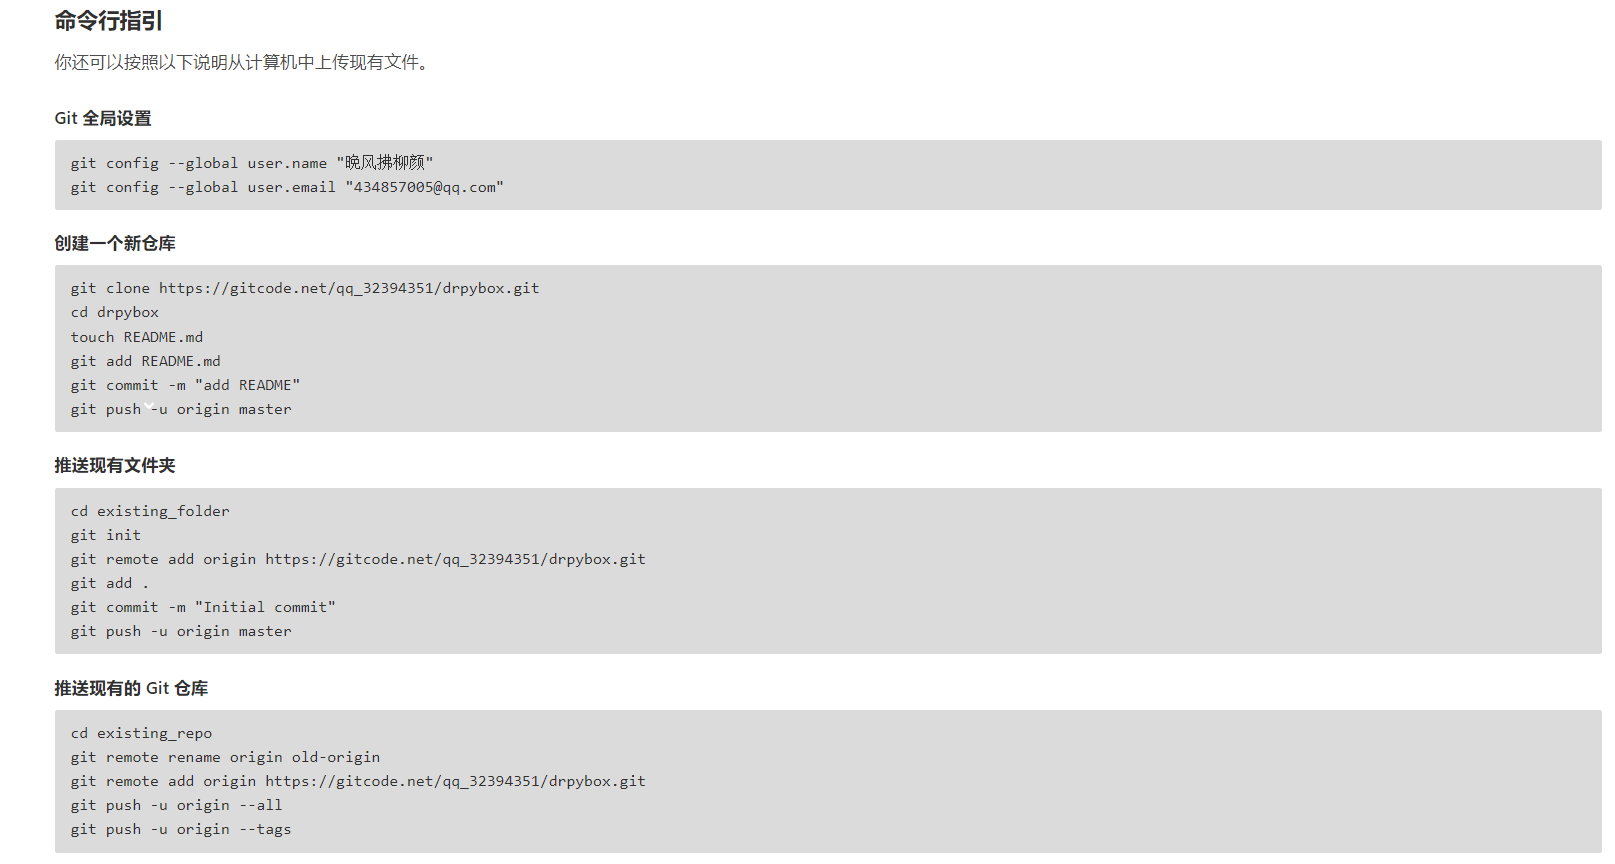 命令行指引
你还可以按照以下说明从计算机中上传现有文件。
Git 全局设置
git config --global user.name "晚风拂柳颜"
git config --global user.email "434857005@qq.com"
创建一个新仓库
git clone https://gitcode.net/qq_32394351/drpybox.git
cd drpybox
touch README.md
git add README.md
git commit -m "add README"
git push -u origin master
推送现有文件夹
cd existing_folder
git init
git remote add origin https://gitcode.net/qq_32394351/drpybox.git
git add .
git commit -m "Initial commit"
git push -u origin master
推送现有的 Git 仓库
cd existing_repo
git remote rename origin old-origin
git remote add origin https://gitcode.net/qq_32394351/drpybox.git
git push -u origin --all
git push -u origin --tags